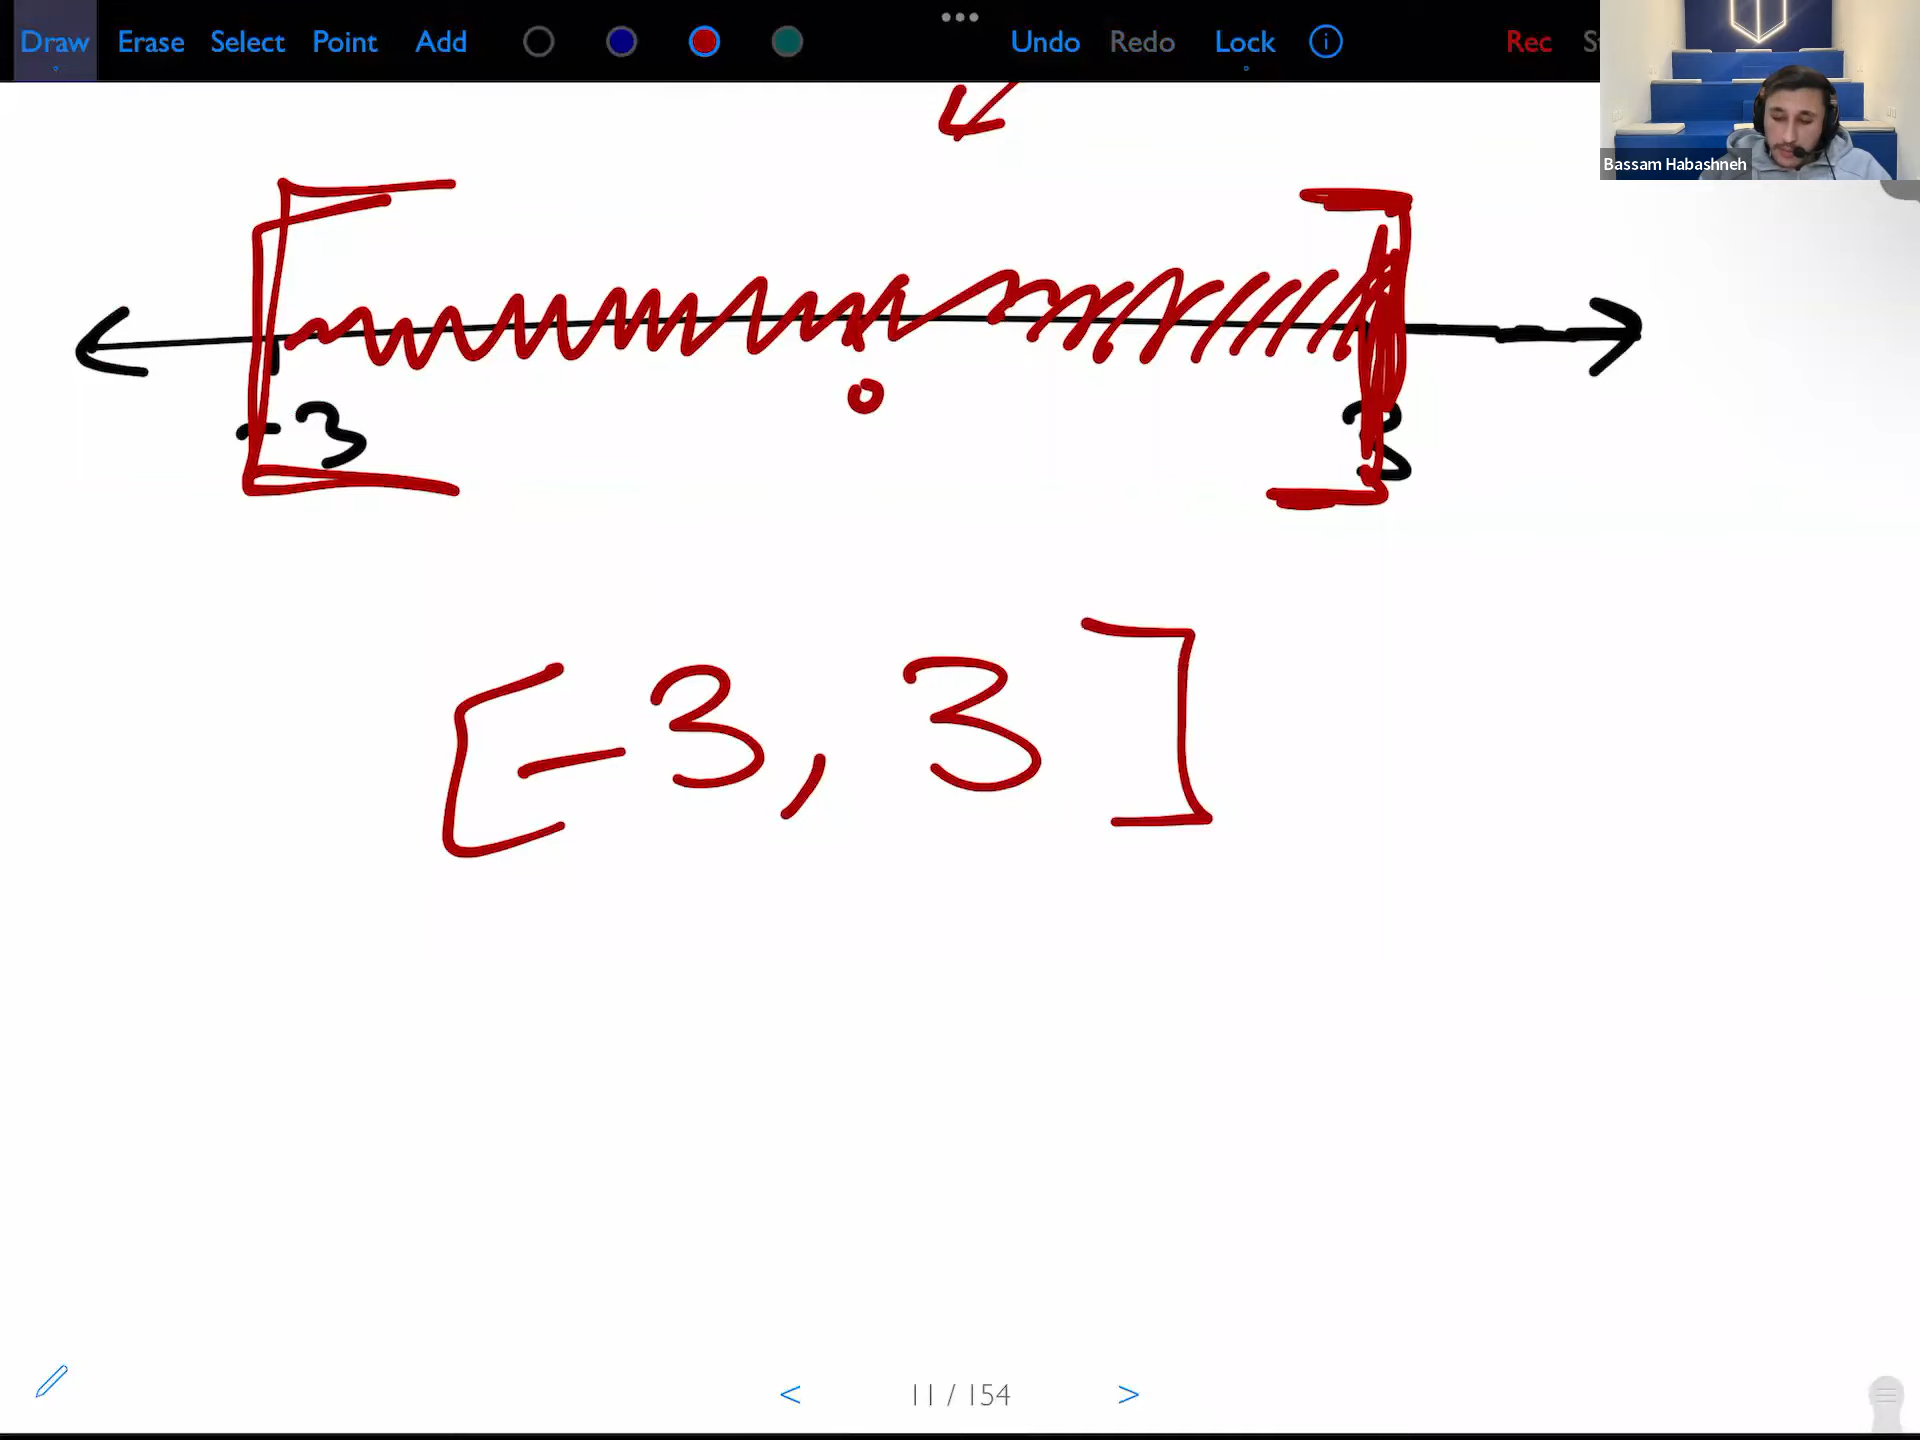 Draw Erase Select Point Add Undo Redo Lock Rec
Bassam Habashneh
-3 0 3
[-3, 3]
< 11 / 154 >